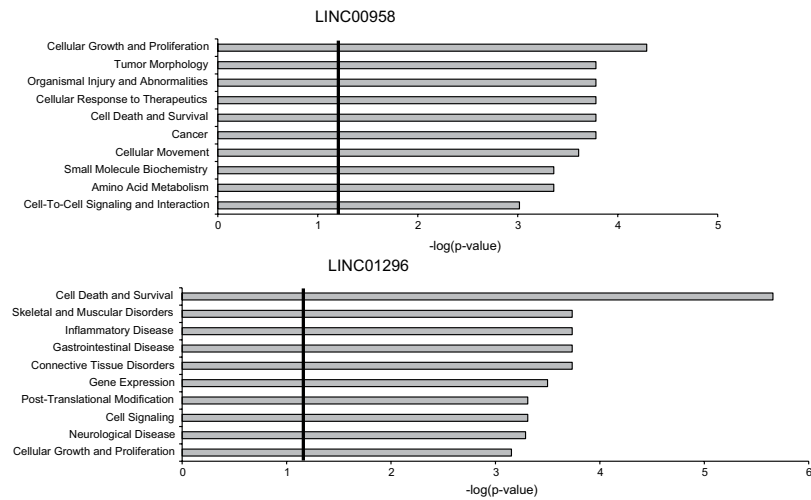 LINC00958
Cellular Growth and Proliferation
Tumor Morphology
Organismal Injury and Abnormalities
Cellular Response to Therapeutics
Cell Death and Survival
Cancer
Cellular Movement
Small Molecule Biochemistry
Amino Acid Metabolism
Cell-To-Cell Signaling and Interaction
0 1 2 3 4 5
-log(p-value)
LINC01296
Cell Death and Survival
Skeletal and Muscular Disorders
Inflammatory Disease
Gastrointestinal Disease
Connective Tissue Disorders
Gene Expression
Post-Translational Modification
Cell Signaling
Neurological Disease
Cellular Growth and Proliferation
0 1 2 3 4 5 6
-log(p-value)